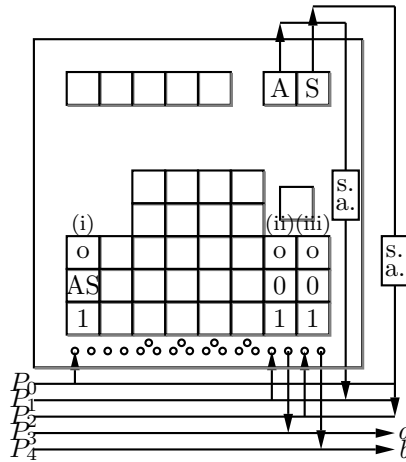 A S
s.
a.
s.
a.
(i) (ii) (iii)
o o o
AS 0 0
1 1 1
P0
P1
P2
P3 a
P4 b